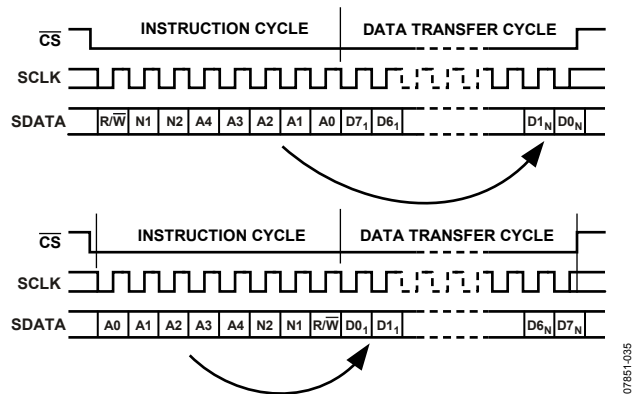 INSTRUCTION CYCLE DATA TRANSFER CYCLE
CS
SCLK
SDATA R/W N1 N2 A4 A3 A2 A1 A0 D7₁ D6₁ D1N D0N
INSTRUCTION CYCLE DATA TRANSFER CYCLE
CS
SCLK
SDATA A0 A1 A2 A3 A4 N2 N1 R/W D0₁ D1₁ D6N D7N
07851-035